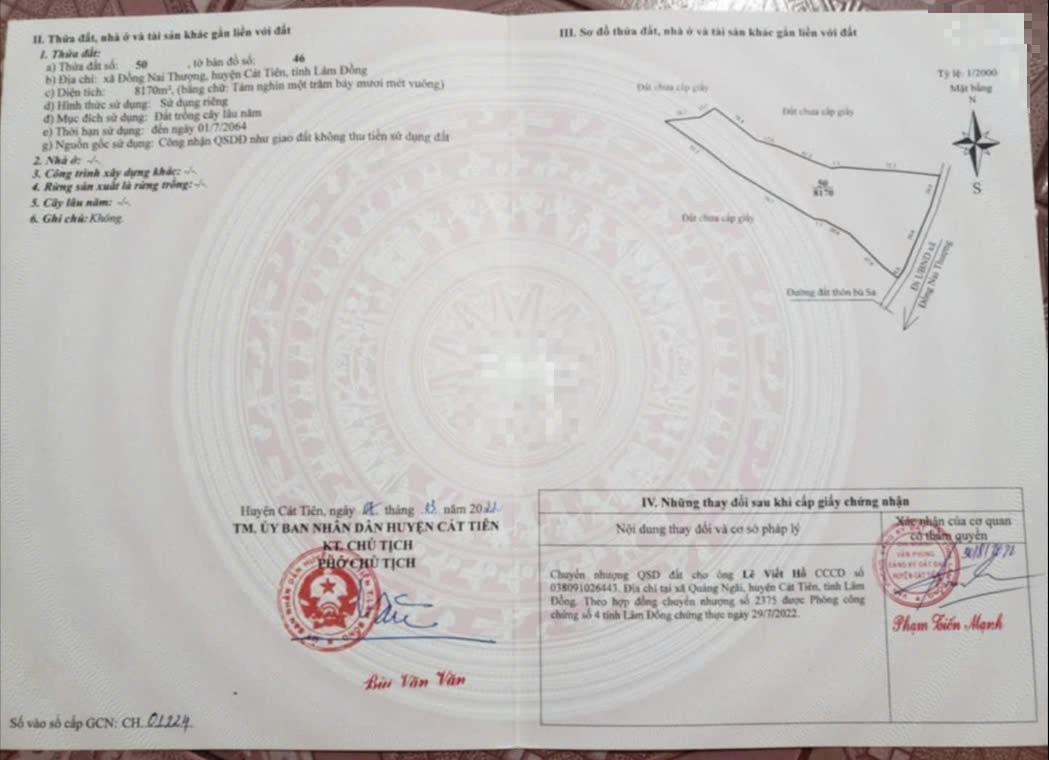 II. Thửa đất, nhà ở và tài sản khác gắn liền với đất
1. Thửa đất:
a) Thửa đất số: 50 , tờ bản đồ số: 46
b) Địa chỉ: xã Đồng Nai Thượng, huyện Cát Tiên, tỉnh Lâm Đồng
c) Diện tích: 8170m², (bằng chữ: Tám nghìn một trăm bảy mươi mét vuông)
d) Hình thức sử dụng: Sử dụng riêng
đ) Mục đích sử dụng: Đất trồng cây lâu năm
e) Thời hạn sử dụng: đến ngày 01/7/2064
g) Nguồn gốc sử dụng: Công nhận QSDĐ như giao đất không thu tiền sử dụng đất
2. Nhà ở: -/-
3. Công trình xây dựng khác: -/-
4. Rừng sản xuất là rừng trồng: -/-
5. Cây lâu năm: -/-
6. Ghi chú: Không.
Huyện Cát Tiên, ngày tháng 03 năm 2022
TM. ỦY BAN NHÂN DÂN HUYỆN CÁT TIÊN
KT. CHỦ TỊCH
PHÓ CHỦ TỊCH
Bùi Văn Văn
Số vào sổ cấp GCN: CH. 01224.
III. Sơ đồ thửa đất, nhà ở và tài sản khác gắn liền với đất
Tỷ lệ: 1/2000
Mặt bằng
N
S
Đất chưa cấp giấy
Đất chưa cấp giấy
50
8170
Đất chưa cấp giấy
Đường đất thôn bù Sa
Đi UBND xã
Đồng Nai Thượng
IV. Những thay đổi sau khi cấp giấy chứng nhận
Nội dung thay đổi và cơ sở pháp lý
Xác nhận của cơ quan
có thẩm quyền
Chuyển nhượng QSD đất cho ông Lê Viết Hồ CCCD số
038091026443. Địa chỉ tại xã Quảng Ngãi, huyện Cát Tiên, tỉnh Lâm
Đồng. Theo hợp đồng chuyển nhượng số 2375 được Phòng công
chứng số 4 tỉnh Lâm Đồng chứng thực ngày 29/7/2022.
VĂN PHÒNG
ĐĂNG KÝ ĐẤT ĐAI
HUYỆN CÁT TIÊN
Phạm Tiến Mạnh